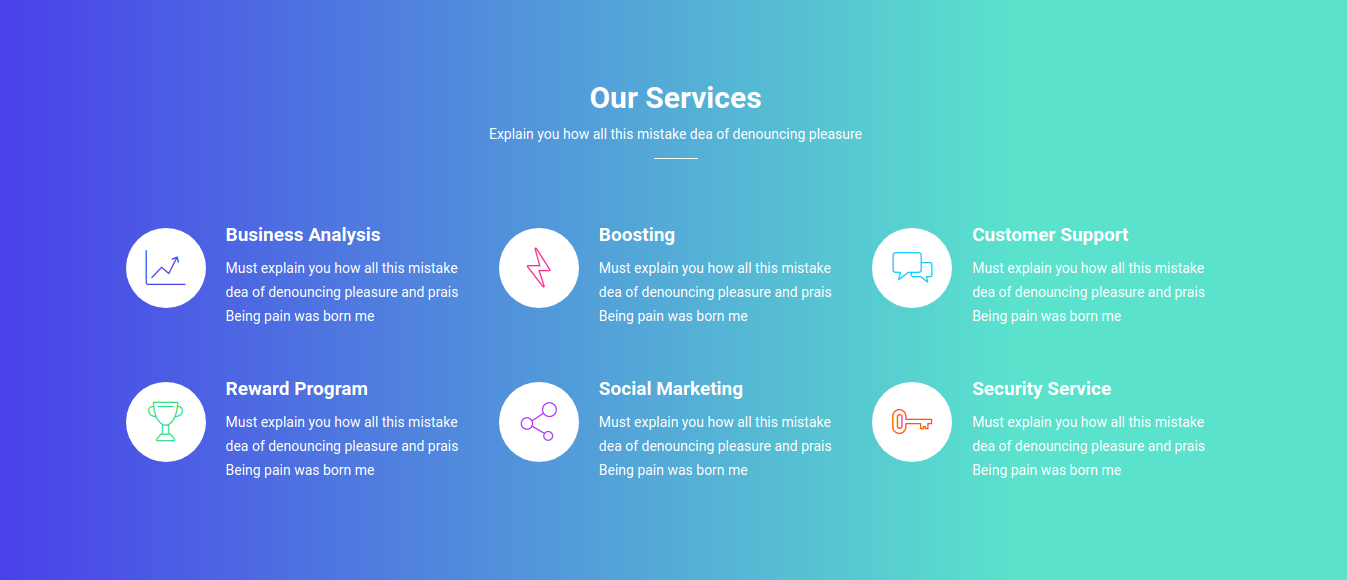 Our Services
Explain you how all this mistake dea of denouncing pleasure
Business Analysis
Must explain you how all this mistake
dea of denouncing pleasure and prais
Being pain was born me
Boosting
Must explain you how all this mistake
dea of denouncing pleasure and prais
Being pain was born me
Customer Support
Must explain you how all this mistake
dea of denouncing pleasure and prais
Being pain was born me
Reward Program
Must explain you how all this mistake
dea of denouncing pleasure and prais
Being pain was born me
Social Marketing
Must explain you how all this mistake
dea of denouncing pleasure and prais
Being pain was born me
Security Service
Must explain you how all this mistake
dea of denouncing pleasure and prais
Being pain was born me